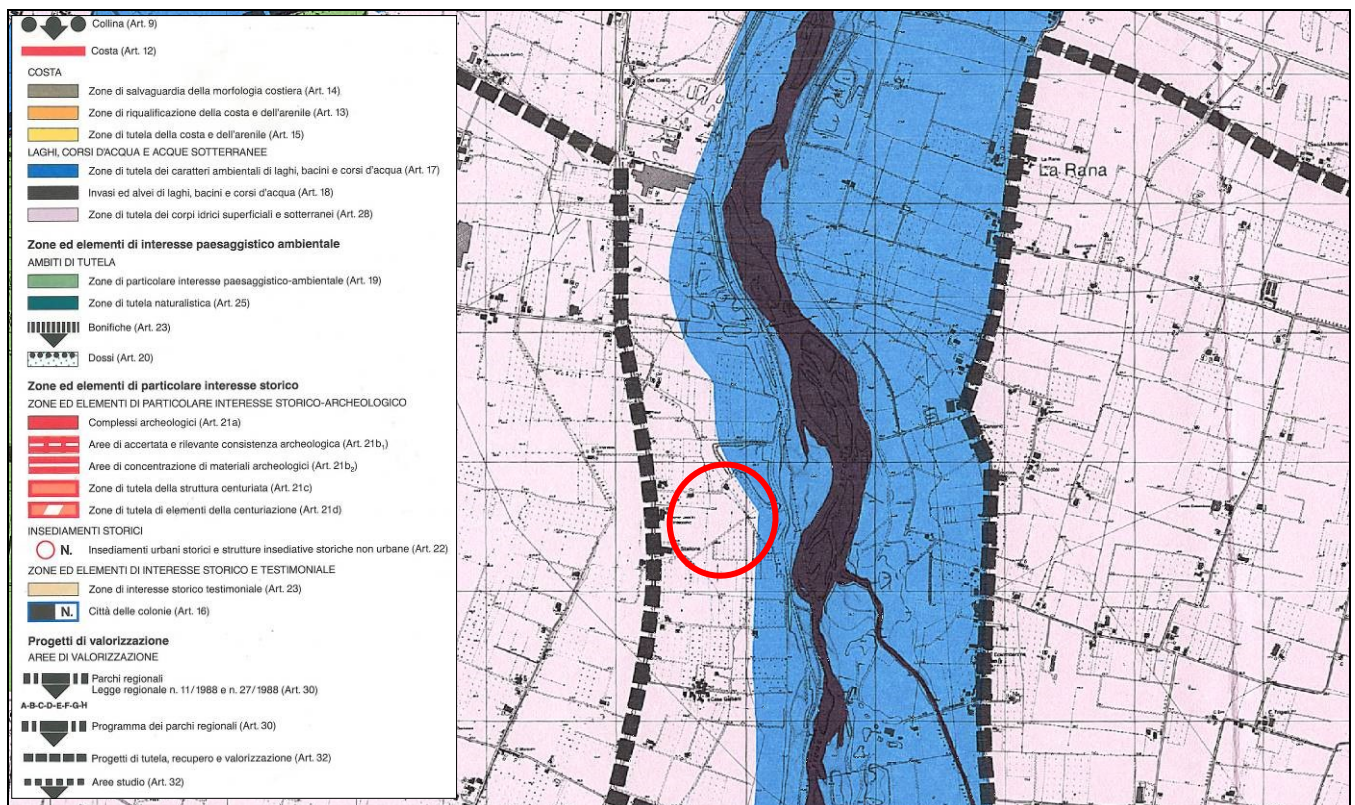 Collina (Art. 9)
Costa (Art. 12)
COSTA
Zone di salvaguardia della morfologia costiera (Art. 14)
Zone di riqualificazione della costa e dell'arenile (Art. 13)
Zone di tutela della costa e dell'arenile (Art. 15)
LAGHI, CORSI D'ACQUA E ACQUE SOTTERRANEE
Zone di tutela dei caratteri ambientali di laghi, bacini e corsi d'acqua (Art. 17)
Invasi ed alvei di laghi, bacini e corsi d'acqua (Art. 18)
Zone di tutela dei corpi idrici superficiali e sotterranei (Art. 28)
Zone ed elementi di interesse paesaggistico ambientale
AMBITI DI TUTELA
Zone di particolare interesse paesaggistico-ambientale (Art. 19)
Zone di tutela naturalistica (Art. 25)
Bonifiche (Art. 23)
Dossi (Art. 20)
Zone ed elementi di particolare interesse storico
ZONE ED ELEMENTI DI PARTICOLARE INTERESSE STORICO-ARCHEOLOGICO
Complessi archeologici (Art. 21a)
Aree di accertata e rilevante consistenza archeologica (Art. 21b₁)
Aree di concentrazione di materiali archeologici (Art. 21b₂)
Zone di tutela della struttura centuriata (Art. 21c)
Zone di tutela di elementi della centuriazione (Art. 21d)
INSEDIAMENTI STORICI
N. Insediamenti urbani storici e strutture insediative storiche non urbane (Art. 22)
ZONE ED ELEMENTI DI INTERESSE STORICO E TESTIMONIALE
Zone di interesse storico testimoniale (Art. 23)
N. Città delle colonie (Art. 16)
Progetti di valorizzazione
AREE DI VALORIZZAZIONE
Parchi regionali
Legge regionale n. 11/1988 e n. 27/1988 (Art. 30)
A-B-C-D-E-F-G-H
Programma dei parchi regionali (Art. 30)
Progetti di tutela, recupero e valorizzazione (Art. 32)
Aree studio (Art. 32)
La Rana
La Rana